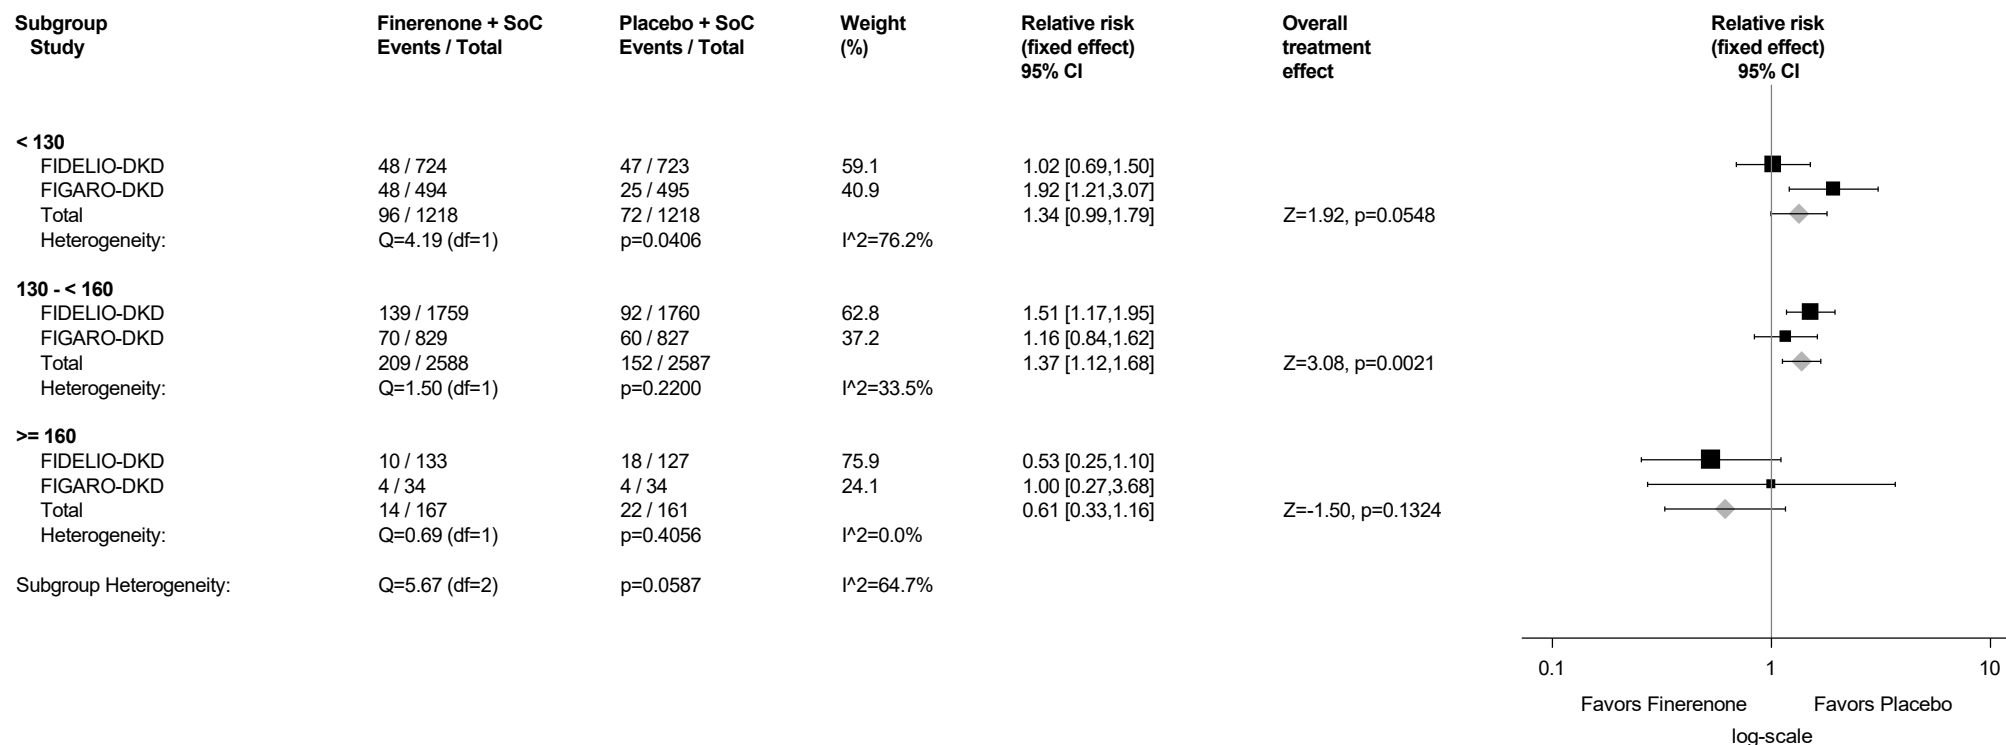 Subgroup Finerenone + SoC Placebo + SoC Weight Relative risk Overall Relative risk
Study Events / Total Events / Total (%) (fixed effect) treatment (fixed effect)
95% CI effect 95% CI
< 130
FIDELIO-DKD 48 / 724 47 / 723 59.1 1.02 [0.69,1.50]
FIGARO-DKD 48 / 494 25 / 495 40.9 1.92 [1.21,3.07]
Total 96 / 1218 72 / 1218 1.34 [0.99,1.79] Z=1.92, p=0.0548
Heterogeneity: Q=4.19 (df=1) p=0.0406 I^2=76.2%
130 - < 160
FIDELIO-DKD 139 / 1759 92 / 1760 62.8 1.51 [1.17,1.95]
FIGARO-DKD 70 / 829 60 / 827 37.2 1.16 [0.84,1.62]
Total 209 / 2588 152 / 2587 1.37 [1.12,1.68] Z=3.08, p=0.0021
Heterogeneity: Q=1.50 (df=1) p=0.2200 I^2=33.5%
>= 160
FIDELIO-DKD 10 / 133 18 / 127 75.9 0.53 [0.25,1.10]
FIGARO-DKD 4 / 34 4 / 34 24.1 1.00 [0.27,3.68]
Total 14 / 167 22 / 161 0.61 [0.33,1.16] Z=-1.50, p=0.1324
Heterogeneity: Q=0.69 (df=1) p=0.4056 I^2=0.0%
Subgroup Heterogeneity: Q=5.67 (df=2) p=0.0587 I^2=64.7%
0.1 1 10
Favors Finerenone Favors Placebo
log-scale